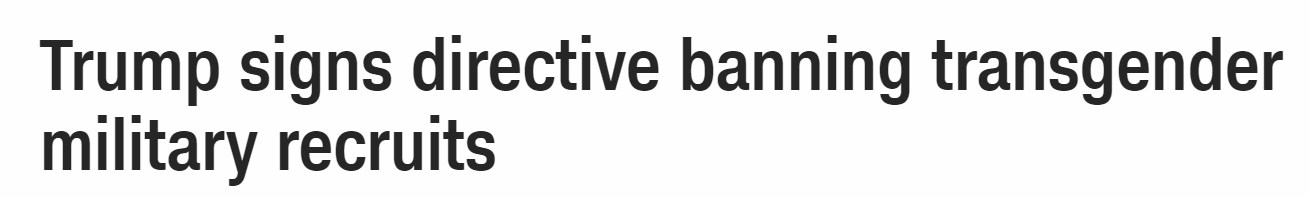 Trump signs directive banning transgender
military recruits